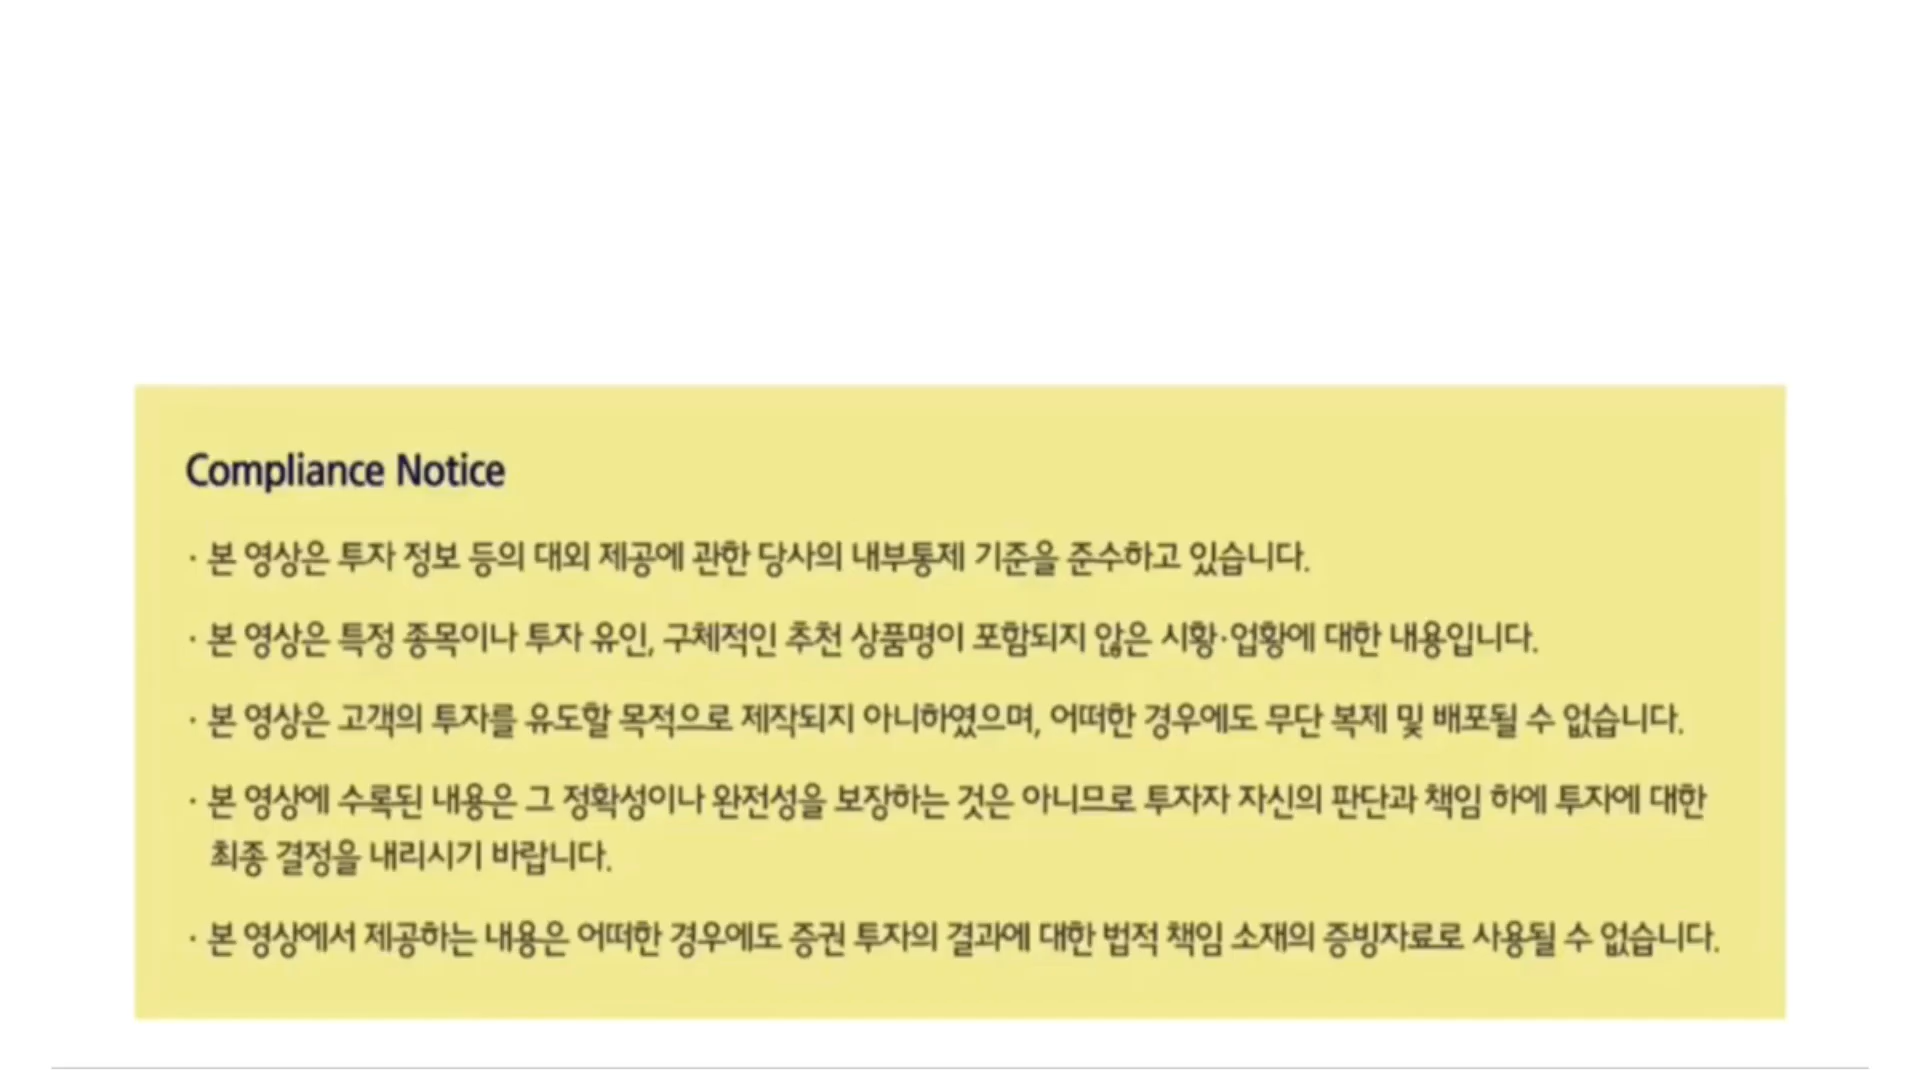 Compliance Notice
· 본 영상은 투자 정보 등의 대외 제공에 관한 당사의 내부통제 기준을 준수하고 있습니다.
· 본 영상은 특정 종목이나 투자 유인, 구체적인 추천 상품명이 포함되지 않은 시황·업황에 대한 내용입니다.
· 본 영상은 고객의 투자를 유도할 목적으로 제작되지 아니하였으며, 어떠한 경우에도 무단 복제 및 배포될 수 없습니다.
· 본 영상에 수록된 내용은 그 정확성이나 완전성을 보장하는 것은 아니므로 투자자 자신의 판단과 책임 하에 투자에 대한
최종 결정을 내리시기 바랍니다.
· 본 영상에서 제공하는 내용은 어떠한 경우에도 증권 투자의 결과에 대한 법적 책임 소재의 증빙자료로 사용될 수 없습니다.